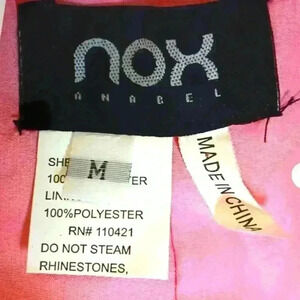 nox
ANABEL
SHE
M
100 TER
LIN
100%POLYESTER
RN# 110421
DO NOT STEAM
RHINESTONES,
MADE IN CHINA